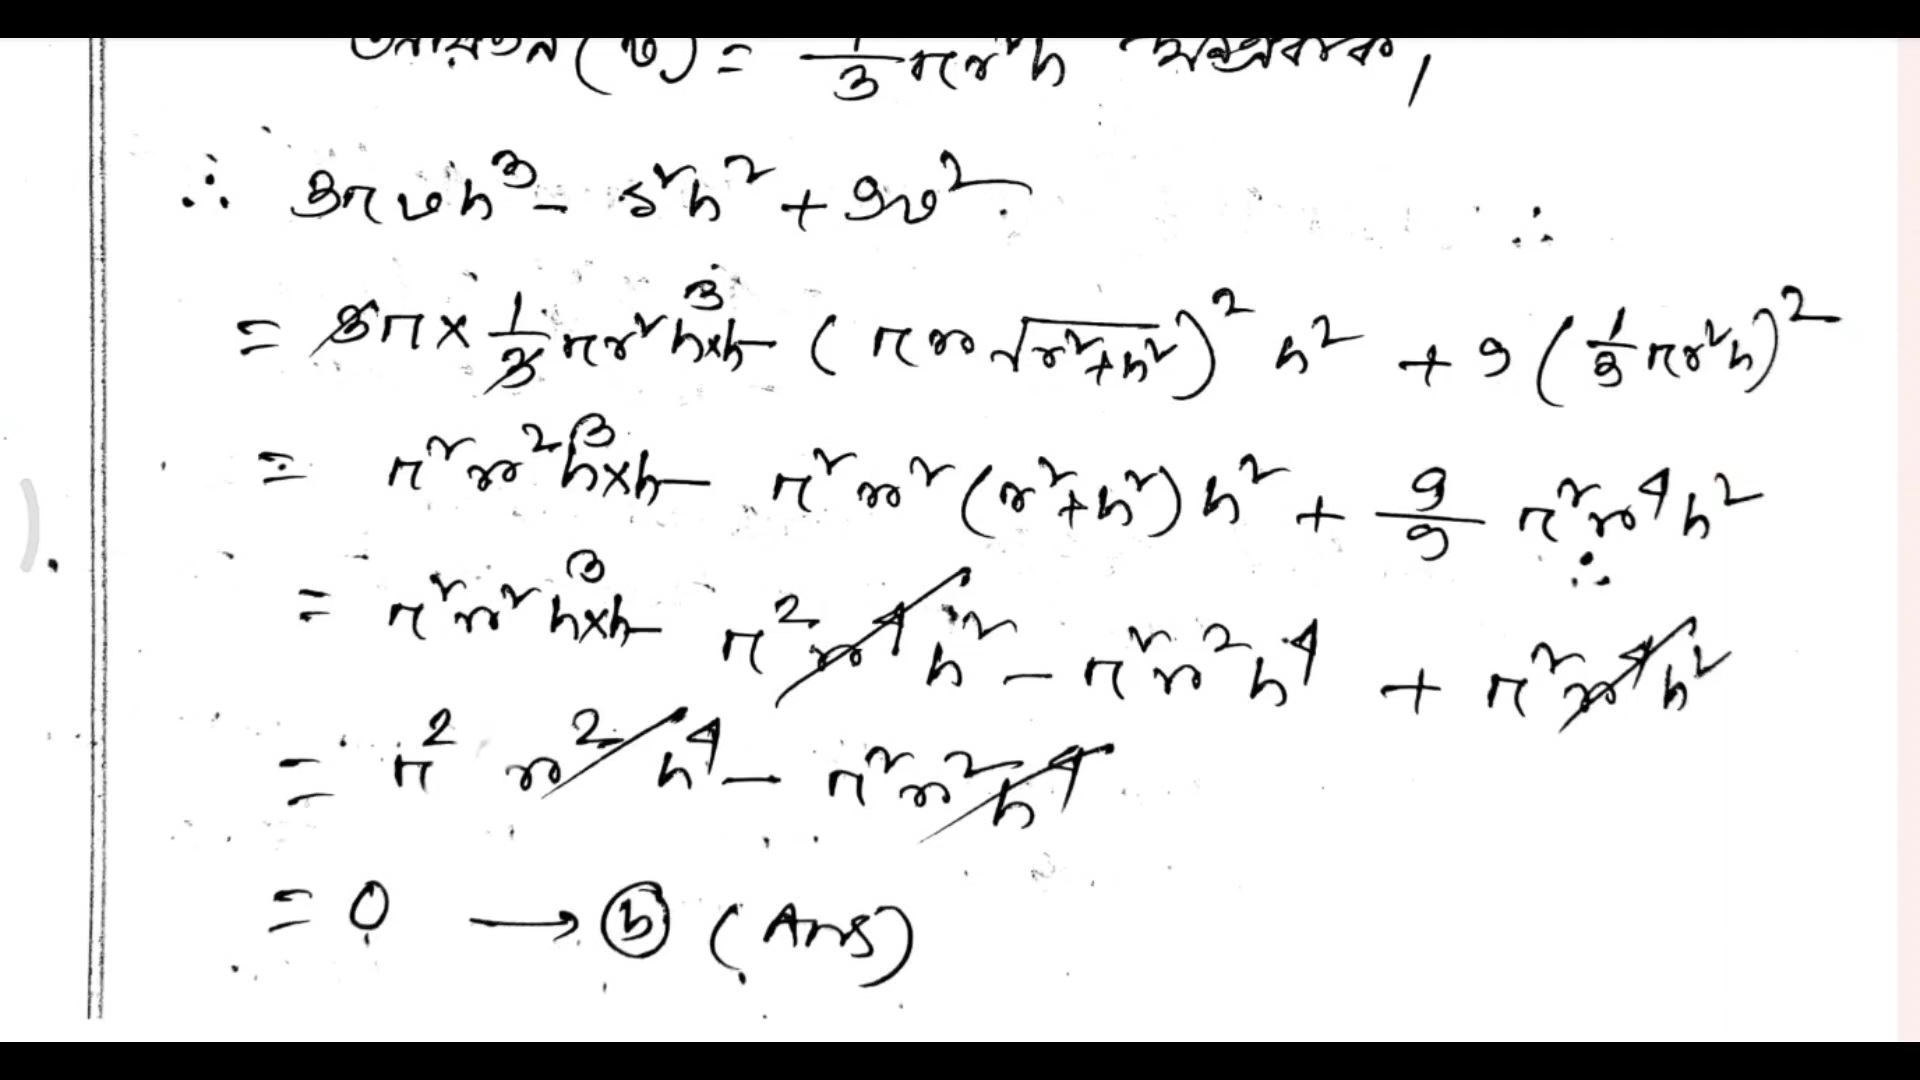 আয়তন (v) = 1/3 πr²h ঘনএকক,
∴ 3πvh³ - s²h² + 9v²
= 3π × 1/3 πr²h×h³ - (πr√(r²+h²))² h² + 9(1/3 πr²h)²
= π²r²h×h³ - π²r²(r²+h²)h² + 9/9 π²r⁴h²
= π²r²h×h³ - π²r⁴h² - π²r²h⁴ + π²r⁴h²
= π²r²h⁴ - π²r²h⁴
= 0 → (b) (Ans)